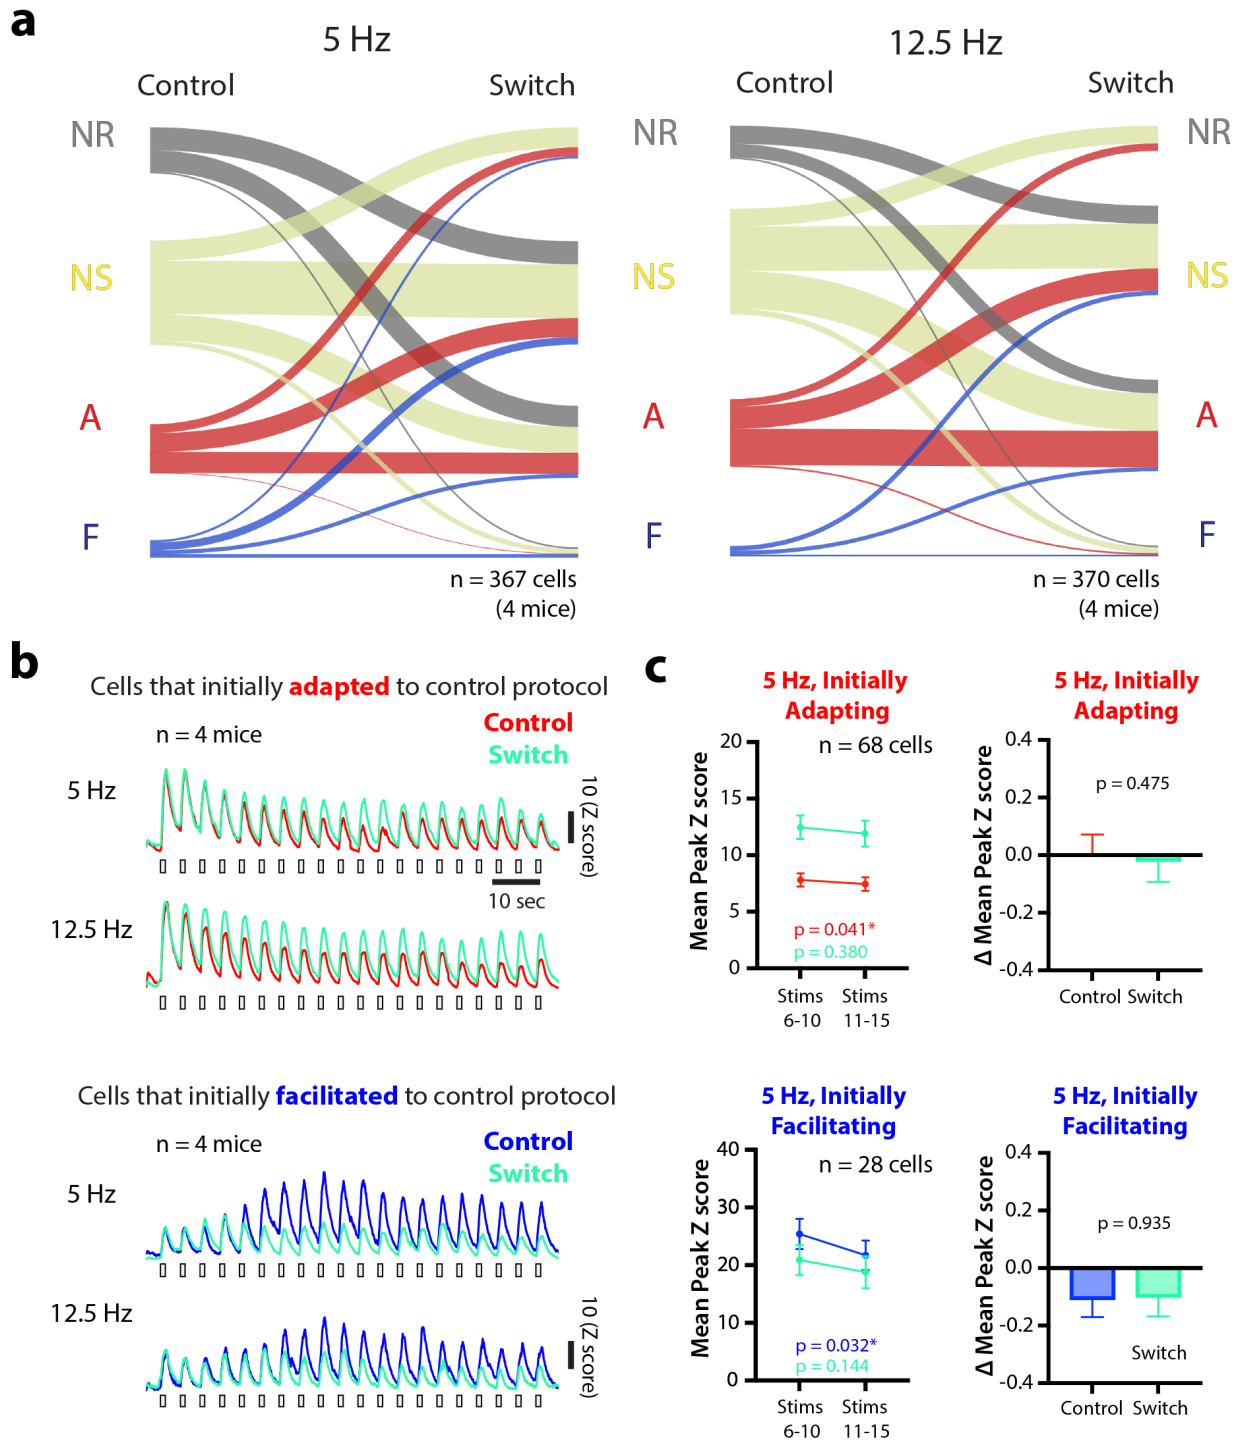 a
5 Hz
12.5 Hz
Control
Switch
Control
Switch
NR
NR
NR
NS
NS
NS
A
A
A
F
F
F
n = 367 cells
(4 mice)
n = 370 cells
(4 mice)
b
Cells that initially adapted to control protocol
n = 4 mice
Control
Switch
5 Hz
10 (Z score)
10 sec
12.5 Hz
Cells that initially facilitated to control protocol
n = 4 mice
Control
Switch
5 Hz
12.5 Hz
10 (Z score)
c
5 Hz, Initially
Adapting
n = 68 cells
Mean Peak Z score
20
15
10
5
0
p = 0.041*
p = 0.380
Stims
6-10
Stims
11-15
5 Hz, Initially
Adapting
Δ Mean Peak Z score
0.4
0.2
0.0
-0.2
-0.4
p = 0.475
Control
Switch
5 Hz, Initially
Facilitating
n = 28 cells
Mean Peak Z score
40
30
20
10
0
p = 0.032*
p = 0.144
Stims
6-10
Stims
11-15
5 Hz, Initially
Facilitating
Δ Mean Peak Z score
0.4
0.2
0.0
-0.2
-0.4
p = 0.935
Switch
Control
Switch